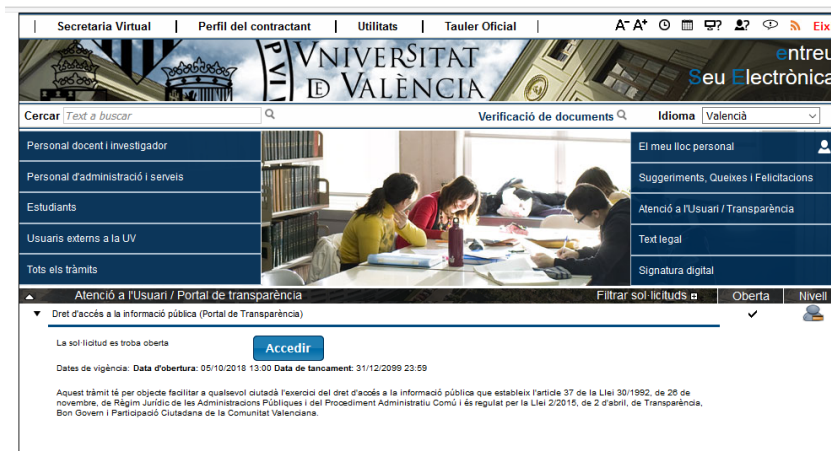 Secretaria Virtual | Perfil del contractant | Utilitats | Tauler Oficial | A- A+ Eix
VNIVERSITAT
D VALÈNCIA
entreu
Seu Electrònica
Cercar Text a buscar Verificació de documents Idioma Valencià
Personal docent i investigador
Personal d'administració i serveis
Estudiants
Usuaris externs a la UV
Tots els tràmits
El meu lloc personal
Suggeriments, Queixes i Felicitacions
Atenció a l'Usuari / Transparència
Text legal
Signatura digital
Atenció a l'Usuari / Portal de transparència Filtrar sol·licituds Oberta Nivell
Dret d'accés a la informació pública (Portal de Transparència)
La sol·licitud es troba oberta Accedir
Dates de vigència: Data d'obertura: 05/10/2018 13:00 Data de tancament: 31/12/2099 23:59
Aquest tràmit té per objecte facilitar a qualsevol ciutadà l'exercici del dret d'accés a la informació pública que estableix l'article 37 de la Llei 30/1992, de 26 de
novembre, de Règim Jurídic de les Administracions Públiques i del Procediment Administratiu Comú i és regulat per la Llei 2/2015, de 2 d'abril, de Transparència,
Bon Govern i Participació Ciutadana de la Comunitat Valenciana.